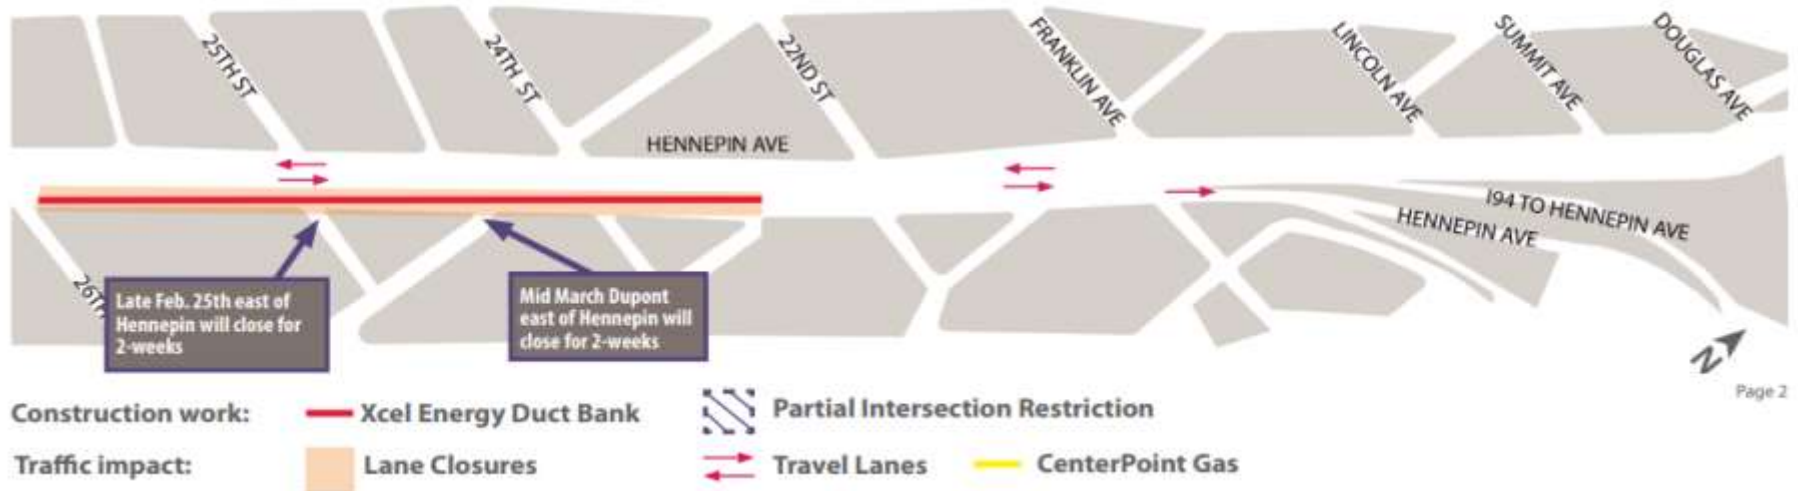 25TH ST
24TH ST
22ND ST
FRANKLIN AVE
LINCOLN AVE
SUMMIT AVE
DOUGLAS AVE
HENNEPIN AVE
I94 TO HENNEPIN AVE
HENNEPIN AVE
Late Feb. 25th east of
Hennepin will close for
2-weeks
Mid March Dupont
east of Hennepin will
close for 2-weeks
N
Page 2
Construction work:
Xcel Energy Duct Bank
Partial Intersection Restriction
Traffic impact:
Lane Closures
Travel Lanes
CenterPoint Gas